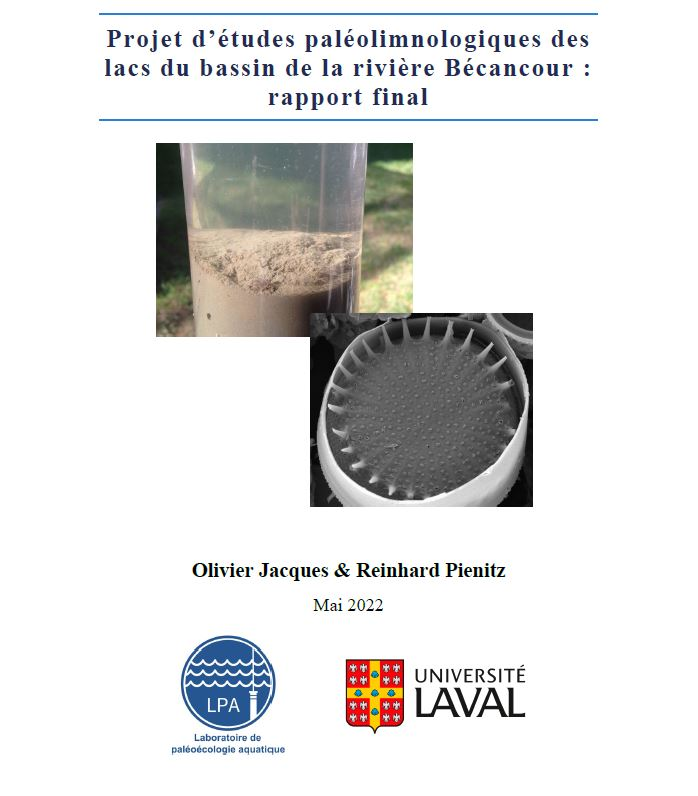 Projet d’études paléolimnologiques des
lacs du bassin de la rivière Bécancour :
rapport final
Olivier Jacques & Reinhard Pienitz
Mai 2022
LPA
Laboratoire de
paléoécologie aquatique
UNIVERSITÉ
LAVAL